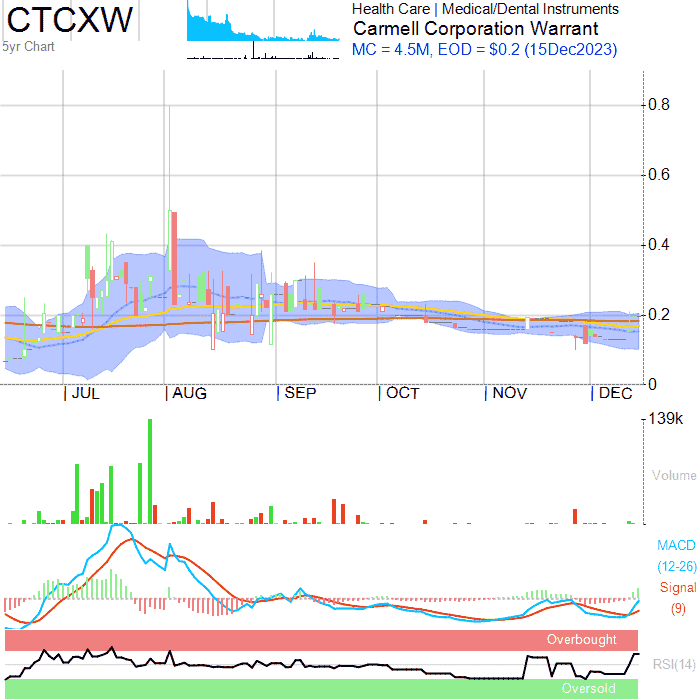 CTCXW
5yr Chart
Health Care | Medical/Dental Instruments
Carmell Corporation Warrant
MC = 4.5M, EOD = $0.2 (15Dec2023)
0.8
0.6
0.4
0.2
0
JUL AUG SEP OCT NOV DEC
139k
Volume
MACD
(12-26)
Signal
(9)
Overbought
RSI(14)
Oversold